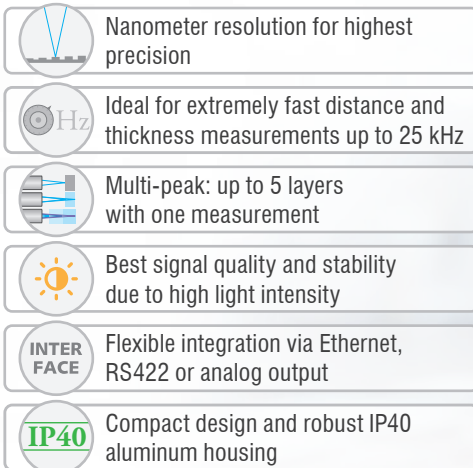 Nanometer resolution for highest
precision
Hz
Ideal for extremely fast distance and
thickness measurements up to 25 kHz
Multi-peak: up to 5 layers
with one measurement
Best signal quality and stability
due to high light intensity
INTER
FACE
Flexible integration via Ethernet,
RS422 or analog output
IP40
Compact design and robust IP40
aluminum housing